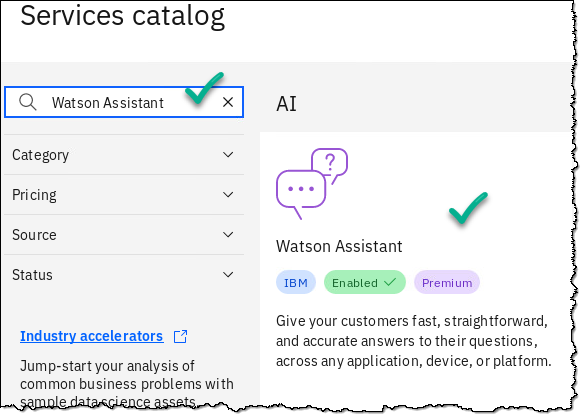 Services catalog
Watson Assistant
Category
Pricing
Source
Status
Industry accelerators
Jump-start your analysis of
common business problems with
sample data science assets
AI
?
Watson Assistant
IBM
Enabled
Premium
Give your customers fast, straightforward,
and accurate answers to their questions,
across any application, device, or platform.